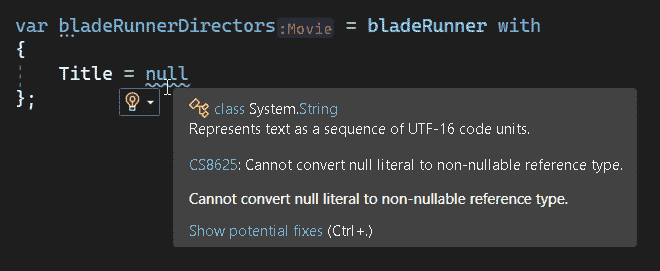 var bladeRunnerDirectors:Movie = bladeRunner with
{
Title = null
};
class System.String
Represents text as a sequence of UTF-16 code units.
CS8625: Cannot convert null literal to non-nullable reference type.
Cannot convert null literal to non-nullable reference type.
Show potential fixes (Ctrl+.)